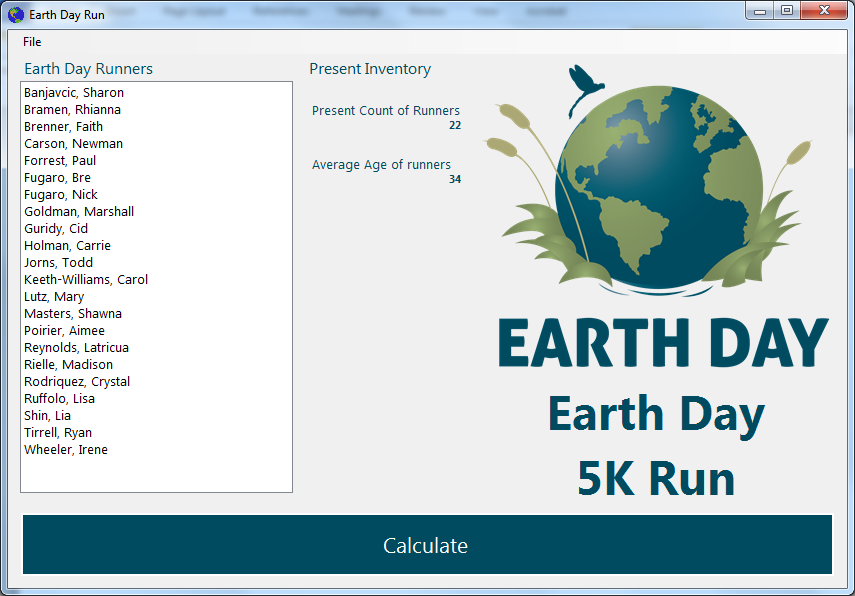 Earth Day Run
File
Earth Day Runners
Banjavcic, Sharon
Bramen, Rhianna
Brenner, Faith
Carson, Newman
Forrest, Paul
Fugaro, Bre
Fugaro, Nick
Goldman, Marshall
Guridy, Cid
Holman, Carrie
Jorns, Todd
Keeth-Williams, Carol
Lutz, Mary
Masters, Shawna
Poirier, Aimee
Reynolds, Latricua
Rielle, Madison
Rodriquez, Crystal
Ruffolo, Lisa
Shin, Lia
Tirrell, Ryan
Wheeler, Irene
Present Inventory
Present Count of Runners
22
Average Age of runners
34
EARTH DAY
Earth Day
5K Run
Calculate